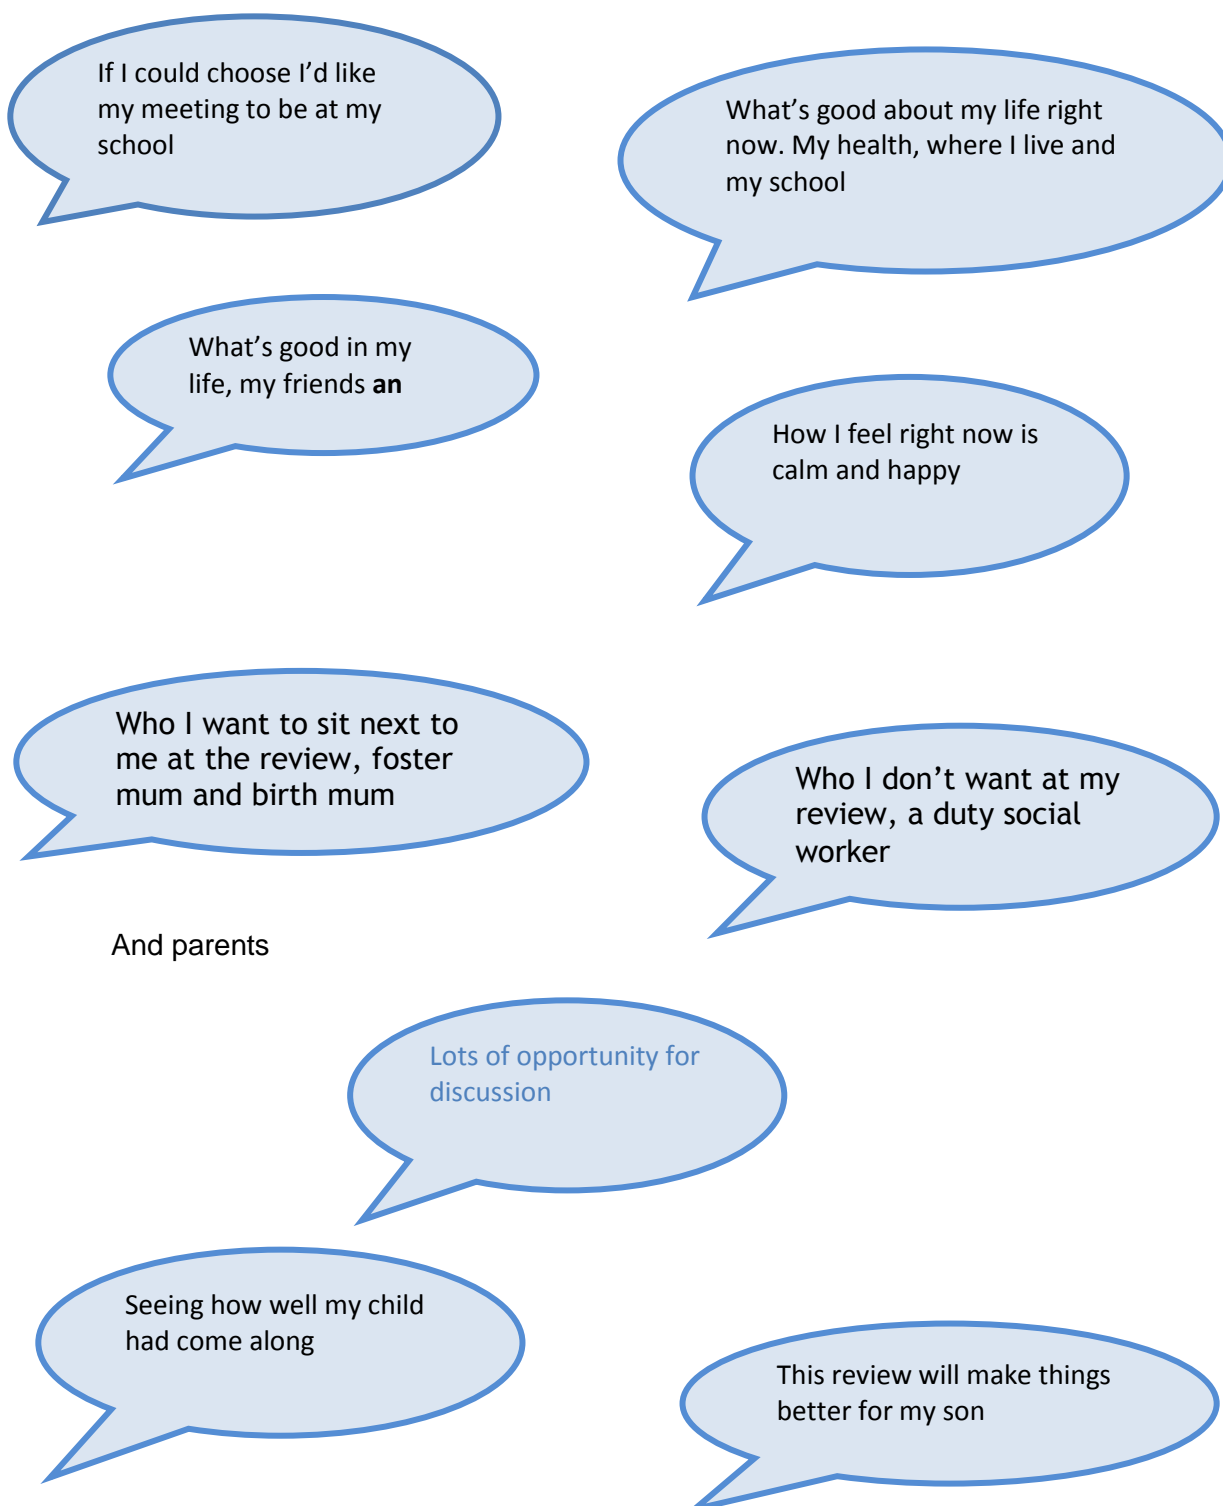 If I could choose I’d like
my meeting to be at my
school
What’s good about my life right
now. My health, where I live and
my school
What’s good in my
life, my friends an
How I feel right now is
calm and happy
Who I want to sit next to
me at the review, foster
mum and birth mum
Who I don’t want at my
review, a duty social
worker
And parents
Lots of opportunity for
discussion
Seeing how well my child
had come along
This review will make things
better for my son